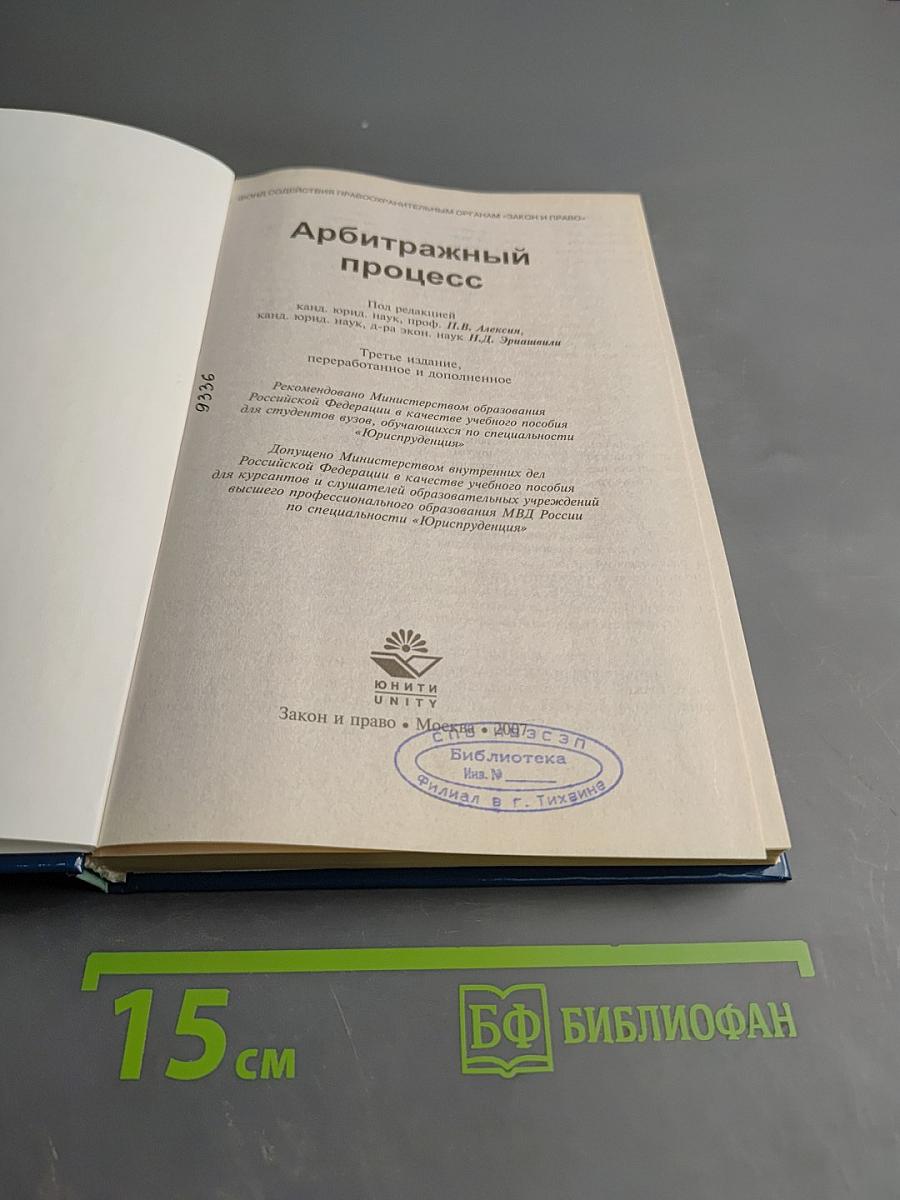 ФОНД СОДЕЙСТВИЯ ПРАВООХРАНИТЕЛЬНЫМ ОРГАНАМ «ЗАКОН И ПРАВО»
Арбитражный
процесс
Под редакцией
канд. юрид. наук, проф. П.В. Алексия,
канд. юрид. наук, д-ра экон. наук Н.Д. Эриашвили
Третье издание,
переработанное и дополненное
9336
Рекомендовано Министерством образования
Российской Федерации в качестве учебного пособия
для студентов вузов, обучающихся по специальности
«Юриспруденция»
Допущено Министерством внутренних дел
Российской Федерации в качестве учебного пособия
для курсантов и слушателей образовательных учреждений
высшего профессионального образования МВД России
по специальности «Юриспруденция»
ЮНИТИ
UNITY
Закон и право • Москва • 2007
Библиотека
Инв. №
Филиал в г. Тихвине
15 см
БФ БИБЛИОФАН